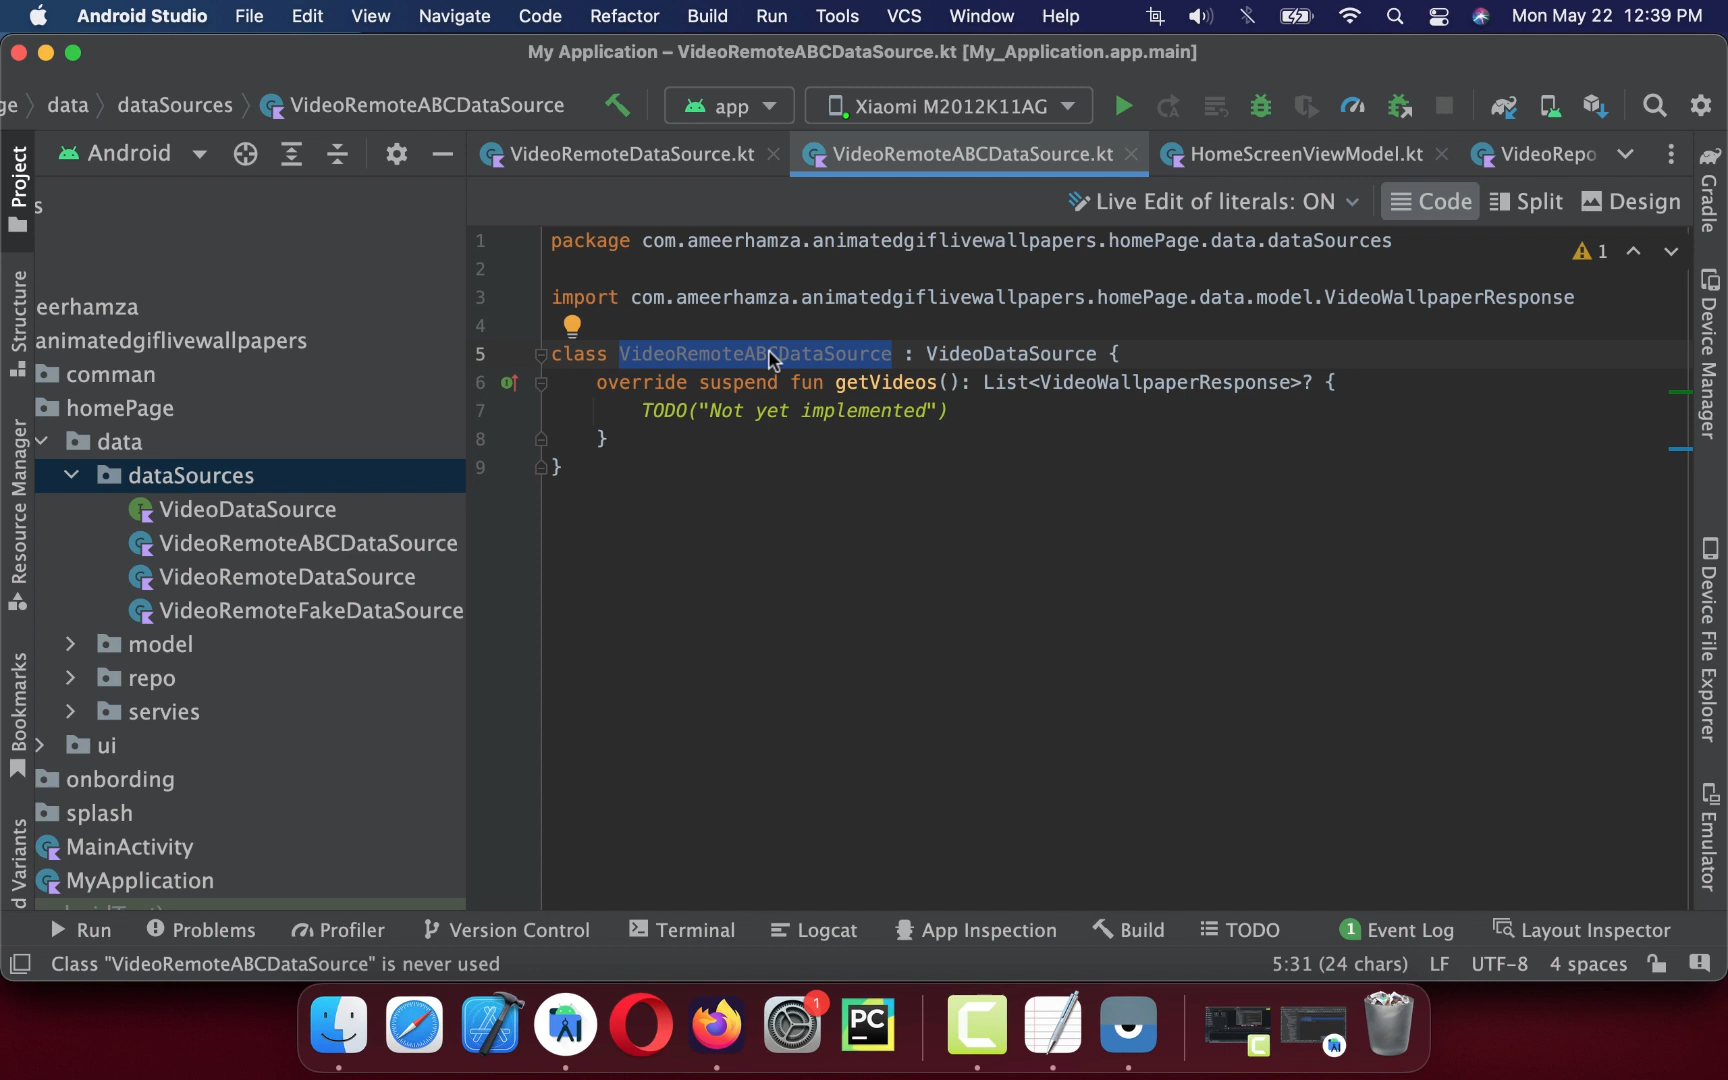 Android Studio File Edit View Navigate Code Refactor Build Run Tools VCS Window Help Mon May 22 12:39 PM
My Application – VideoRemoteABCDataSource.kt [My_Application.app.main]
ge data dataSources VideoRemoteABCDataSource app Xiaomi M2012K11AG
Android VideoRemoteDataSource.kt VideoRemoteABCDataSource.kt HomeScreenViewModel.kt VideoRepo
s Live Edit of literals: ON Code Split Design
1 package com.ameerhamza.animatedgiflivewallpapers.homePage.data.dataSources
1
2
3 import com.ameerhamza.animatedgiflivewallpapers.homePage.data.model.VideoWallpaperResponse
4
5 class VideoRemoteABCDataSource : VideoDataSource {
6 override suspend fun getVideos(): List<VideoWallpaperResponse>? {
7 TODO("Not yet implemented")
8 }
9 }
eerhamza
animatedgiflivewallpapers
comman
homePage
data
dataSources
VideoDataSource
VideoRemoteABCDataSource
VideoRemoteDataSource
VideoRemoteFakeDataSource
model
repo
servies
ui
onbording
splash
MainActivity
MyApplication
Project
Structure
Resource Manager
Bookmarks
d Variants
Gradle
Device Manager
Device File Explorer
Emulator
Run Problems Profiler Version Control Terminal Logcat App Inspection Build TODO 1 Event Log Layout Inspector
Class "VideoRemoteABCDataSource" is never used 5:31 (24 chars) LF UTF-8 4 spaces
1
PC